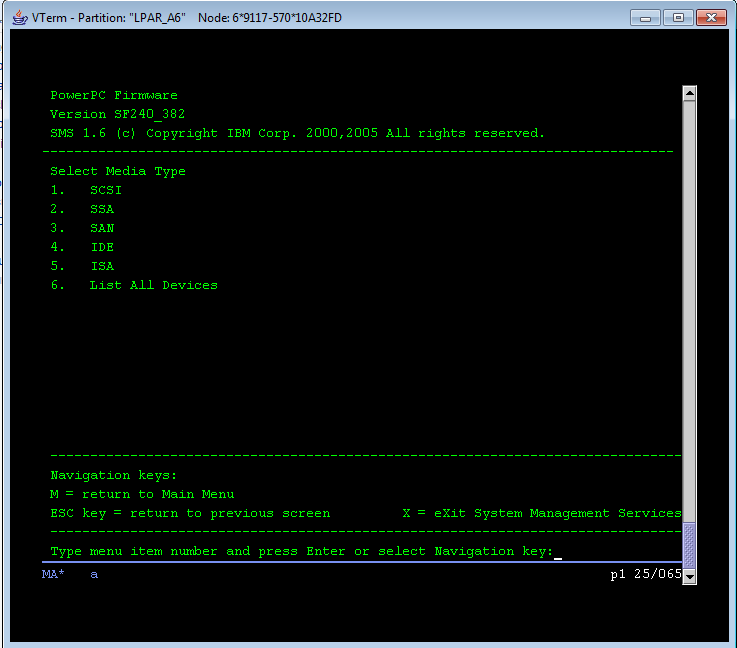 VTerm - Partition: "LPAR_A6" Node: 6*9117-570*10A32FD
PowerPC Firmware
Version SF240_382
SMS 1.6 (c) Copyright IBM Corp. 2000,2005 All rights reserved.
Select Media Type
1. SCSI
2. SSA
3. SAN
4. IDE
5. ISA
6. List All Devices
Navigation keys:
M = return to Main Menu
ESC key = return to previous screen X = eXit System Management Services
Type menu item number and press Enter or select Navigation key:
MA* a p1 25/065